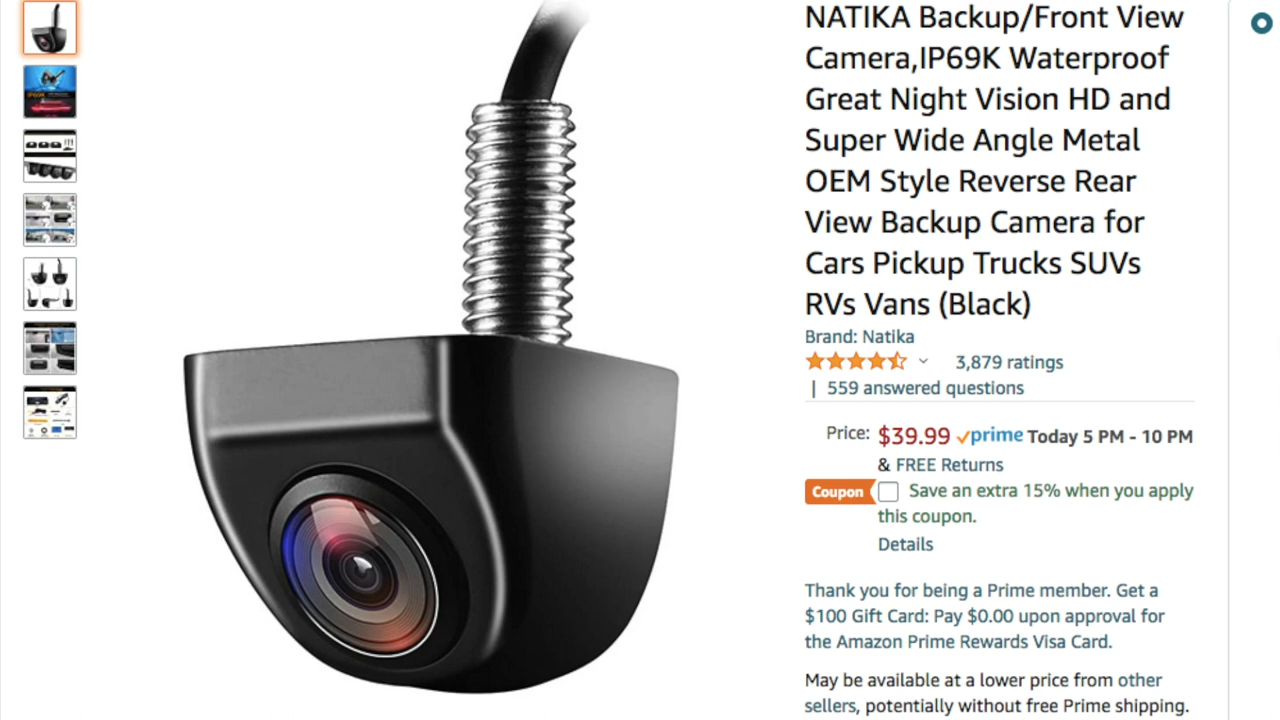 NATIKA Backup/Front View
Camera,IP69K Waterproof
Great Night Vision HD and
Super Wide Angle Metal
OEM Style Reverse Rear
View Backup Camera for
Cars Pickup Trucks SUVs
RVs Vans (Black)
Brand: Natika
3,879 ratings
| 559 answered questions
Price: $39.99 prime Today 5 PM - 10 PM
& FREE Returns
Coupon Save an extra 15% when you apply
this coupon.
Details
Thank you for being a Prime member. Get a
$100 Gift Card: Pay $0.00 upon approval for
the Amazon Prime Rewards Visa Card.
May be available at a lower price from other
sellers, potentially without free Prime shipping.